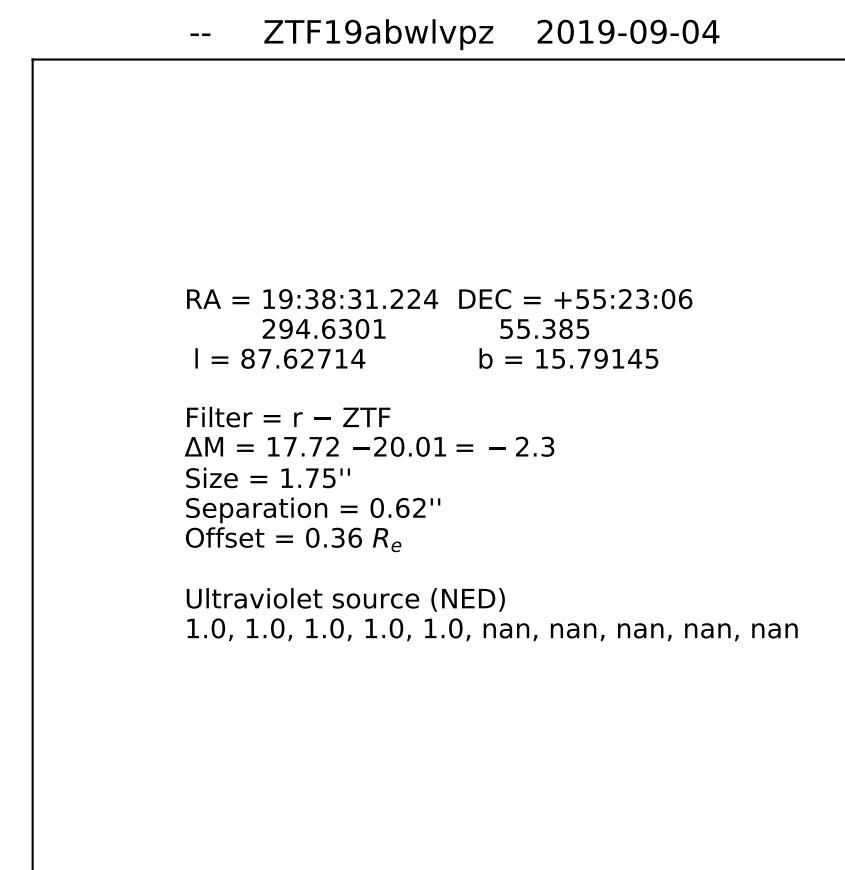 -- ZTF19abwlvpz 2019-09-04
RA = 19:38:31.224 DEC = +55:23:06
294.6301 55.385
l = 87.62714 b = 15.79145
Filter = r − ZTF
ΔM = 17.72 −20.01 = − 2.3
Size = 1.75''
Separation = 0.62''
Offset = 0.36 Re
Ultraviolet source (NED)
1.0, 1.0, 1.0, 1.0, 1.0, nan, nan, nan, nan, nan